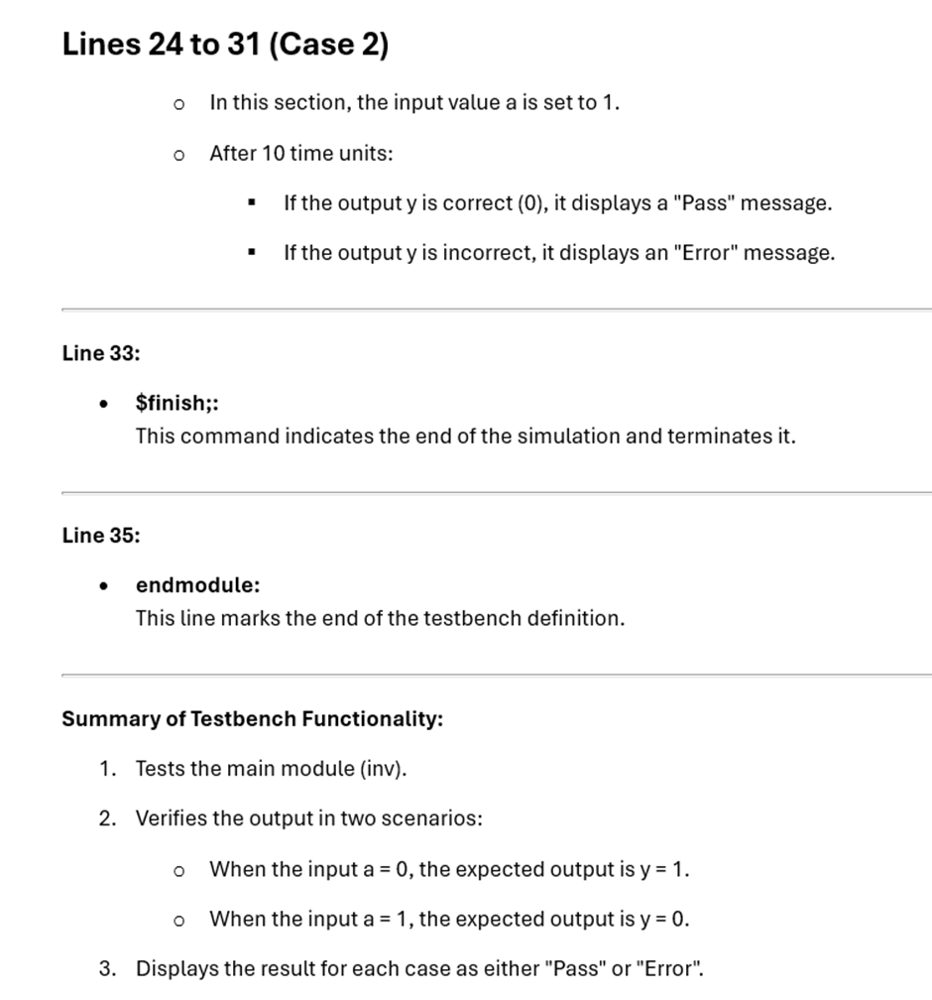 Lines 24 to 31 (Case 2)
o In this section, the input value a is set to 1.
o After 10 time units:
▪ If the output y is correct (0), it displays a "Pass" message.
▪ If the output y is incorrect, it displays an "Error" message.
Line 33:
• $finish;:
This command indicates the end of the simulation and terminates it.
Line 35:
• endmodule:
This line marks the end of the testbench definition.
Summary of Testbench Functionality:
1. Tests the main module (inv).
2. Verifies the output in two scenarios:
o When the input a = 0, the expected output is y = 1.
o When the input a = 1, the expected output is y = 0.
3. Displays the result for each case as either "Pass" or "Error".